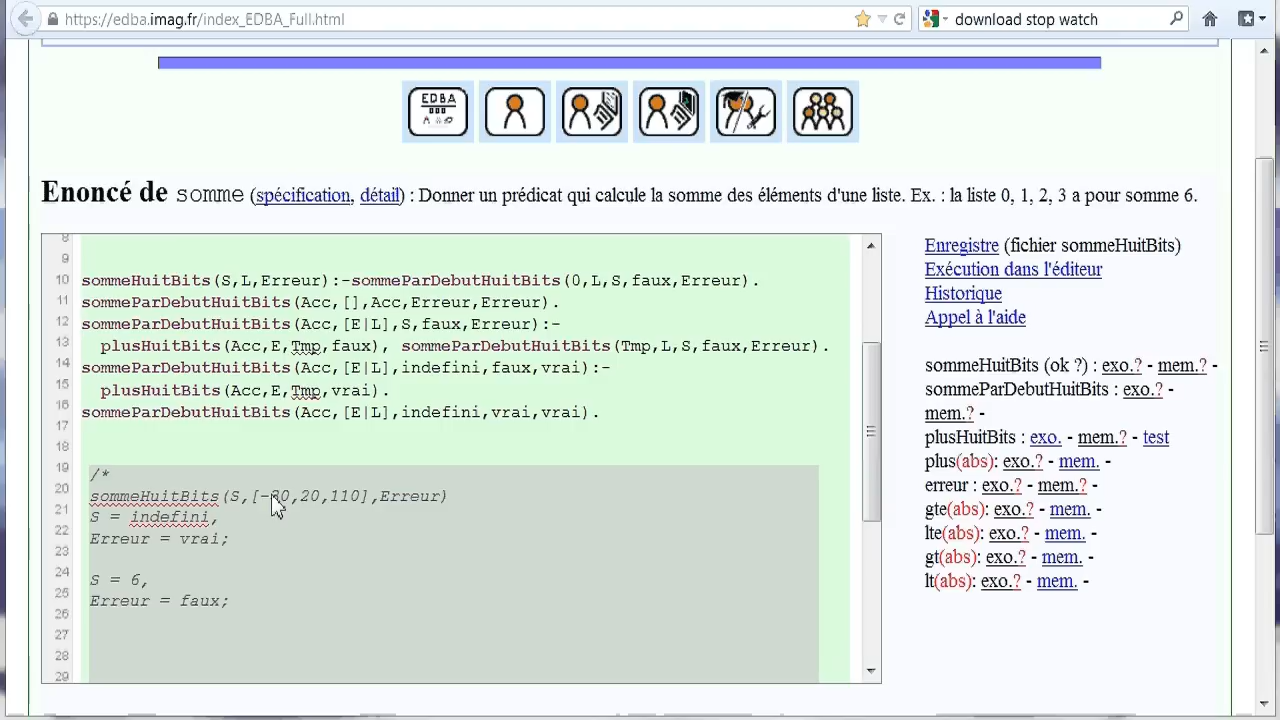 https://edba.imag.fr/index_EDBA_Full.html
download stop watch
EDBA
Enoncé de somme (spécification, détail) : Donner un prédicat qui calcule la somme des éléments d'une liste. Ex. : la liste 0, 1, 2, 3 a pour somme 6.
8
9
10 sommeHuitBits(S,L,Erreur):-sommeParDebutHuitBits(0,L,S,faux,Erreur).
11 sommeParDebutHuitBits(Acc,[],Acc,Erreur,Erreur).
12 sommeParDebutHuitBits(Acc,[E|L],S,faux,Erreur):-
13 plusHuitBits(Acc,E,Tmp,faux), sommeParDebutHuitBits(Tmp,L,S,faux,Erreur).
14 sommeParDebutHuitBits(Acc,[E|L],indefini,faux,vrai):-
15 plusHuitBits(Acc,E,Tmp,vrai).
16 sommeParDebutHuitBits(Acc,[E|L],indefini,vrai,vrai).
17
18
19 /*
20 sommeHuitBits(S,[-80,20,110],Erreur)
21 S = indefini,
22 Erreur = vrai;
23
24 S = 6,
25 Erreur = faux;
26
27
28
29
Enregistre (fichier sommeHuitBits)
Exécution dans l'éditeur
Historique
Appel à l'aide
sommeHuitBits (ok ?) : exo.? - mem.? -
sommeParDebutHuitBits : exo.? -
mem.? -
plusHuitBits : exo. - mem.? - test
plus(abs): exo.? - mem. -
erreur : exo.? - mem.? -
gte(abs): exo.? - mem. -
lte(abs): exo.? - mem. -
gt(abs): exo.? - mem. -
lt(abs): exo.? - mem. -